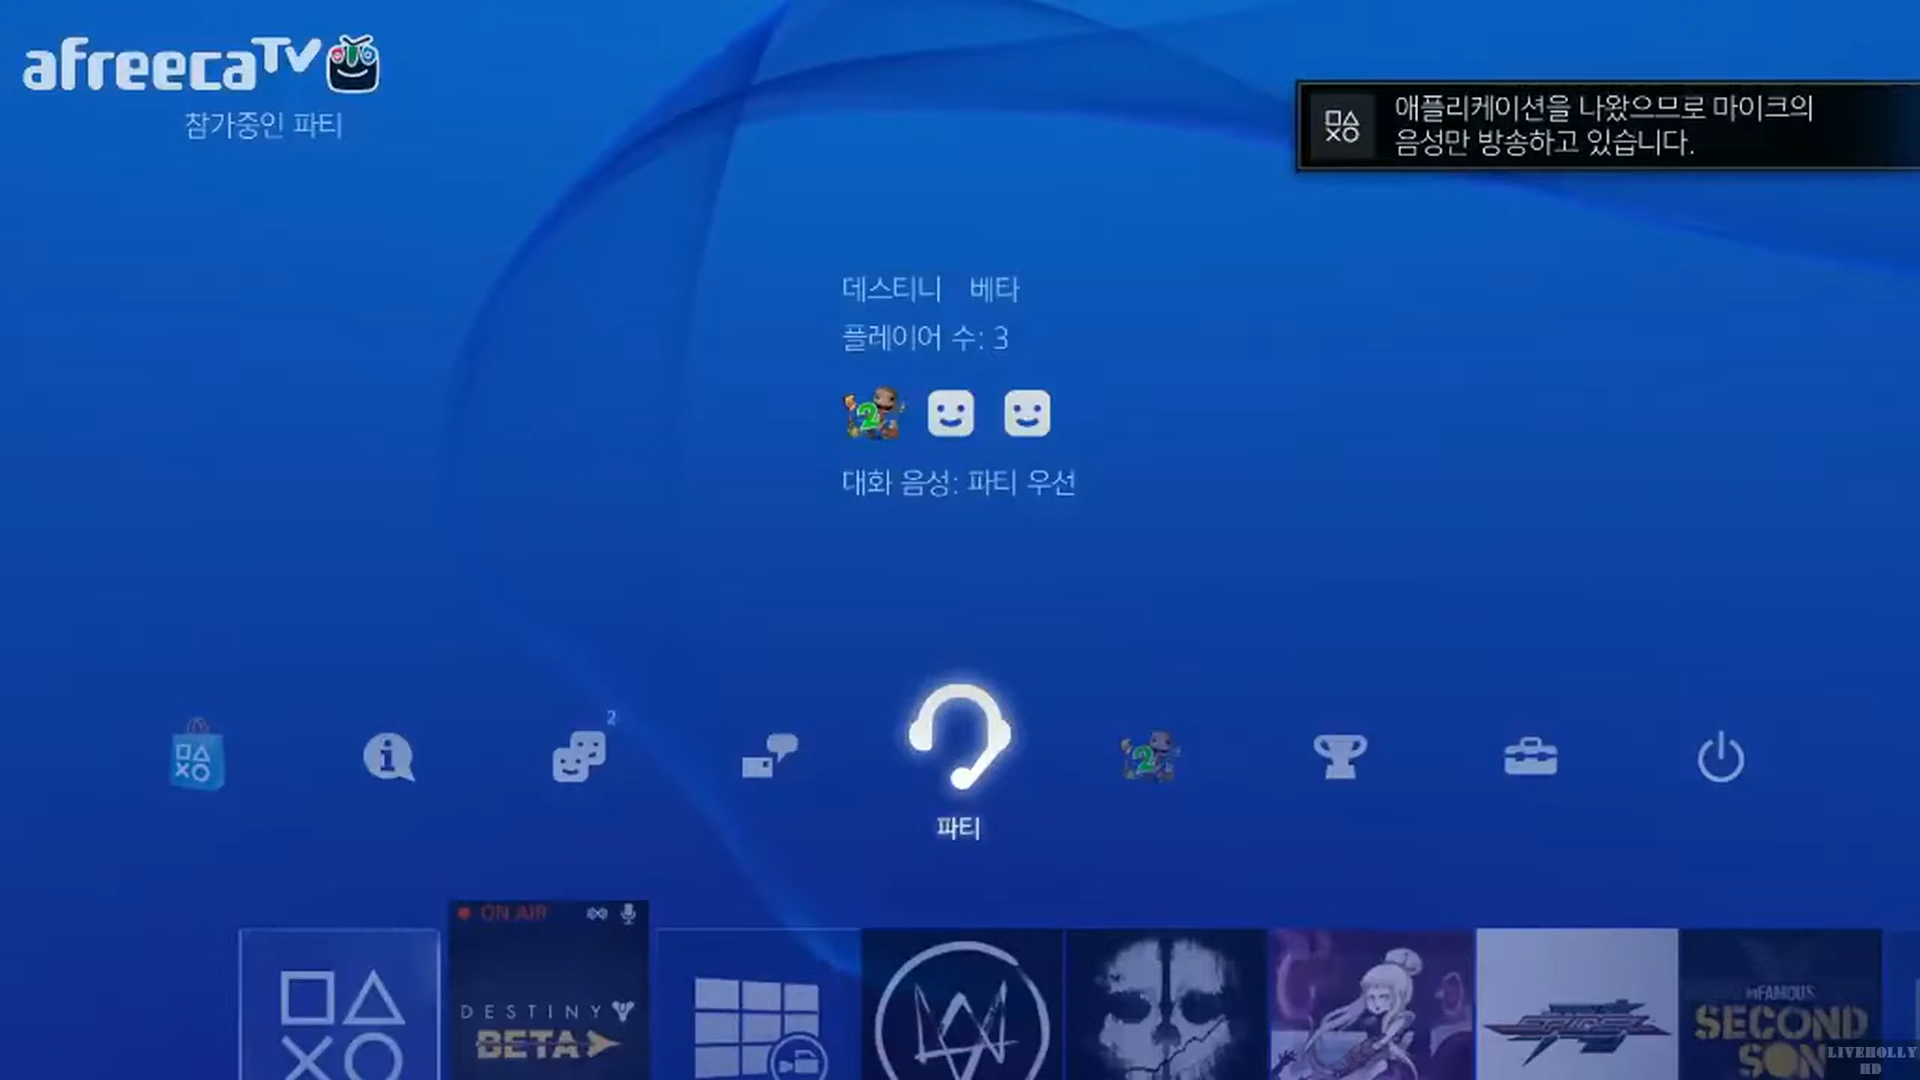 afreecaTV
참가중인 파티
애플리케이션을 나왔으므로 마이크의
음성만 방송하고 있습니다.
데스티니 베타
플레이어 수: 3
2
대화 음성: 파티 우선
2
2
파티
ON AIR
DESTINY
BETA
inFAMOUS
SECOND
SON
LIVEHOLLY
HD